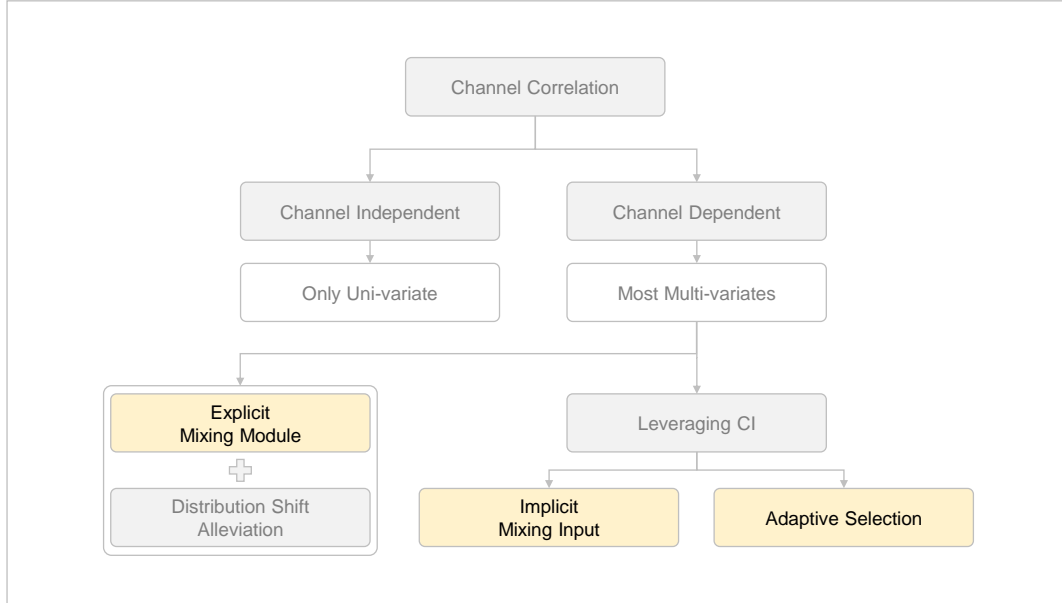 Channel Correlation
Channel Independent
Channel Dependent
Only Uni-variate
Most Multi-variates
Explicit
Mixing Module
Leveraging CI
Distribution Shift
Alleviation
Implicit
Mixing Input
Adaptive Selection